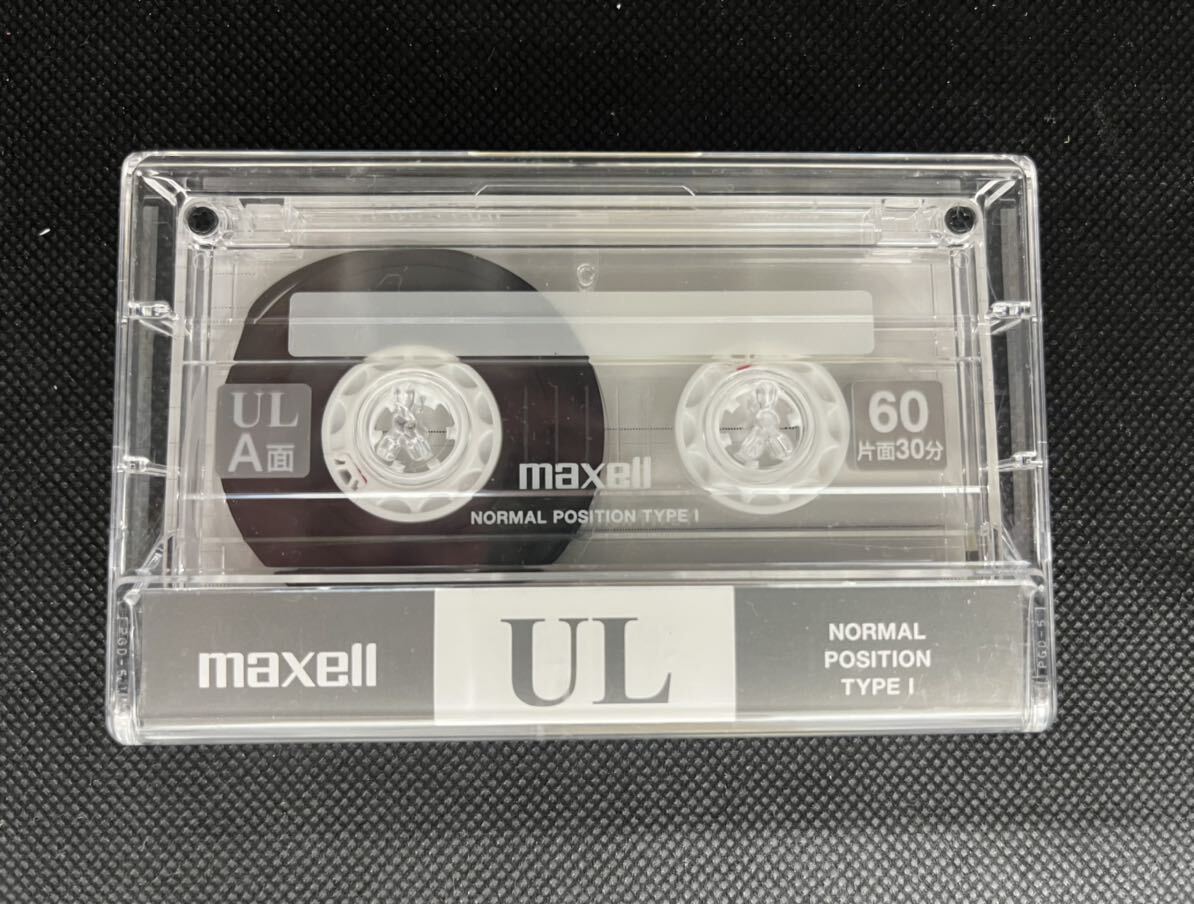 UL
A面
60
片面30分
maxell
NORMAL POSITION TYPE I
maxell
UL
NORMAL
POSITION
TYPE I